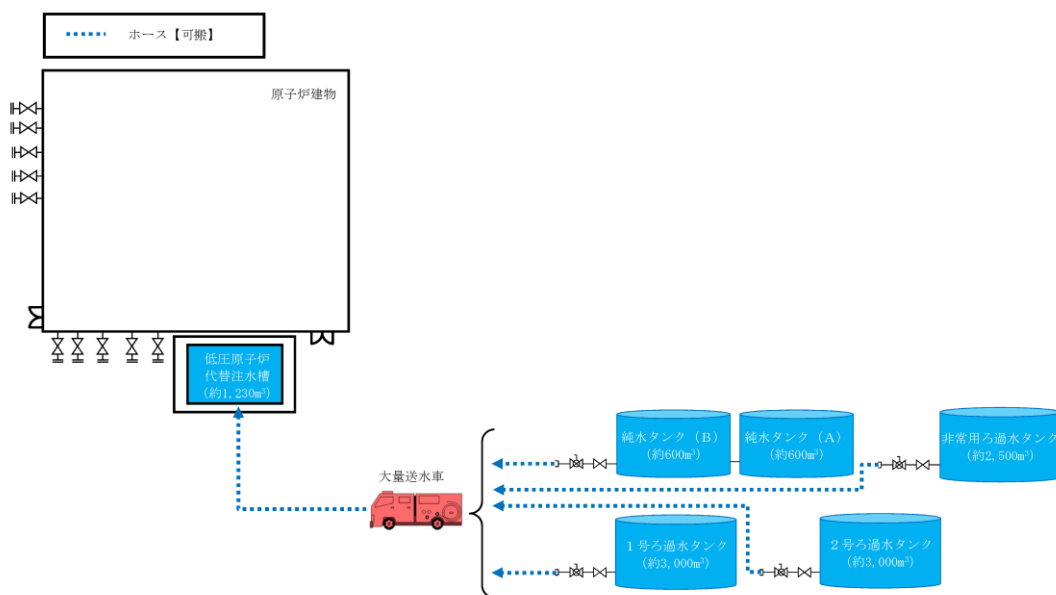 ホース【可搬】
原子炉建物
低圧原子炉
代替注水槽
(約1,230m³)
大量送水車
純水タンク（B）
(約600m³)
純水タンク（A）
(約600m³)
非常用ろ過水タンク
(約2,500m³)
1号ろ過水タンク
(約3,000m³)
2号ろ過水タンク
(約3,000m³)